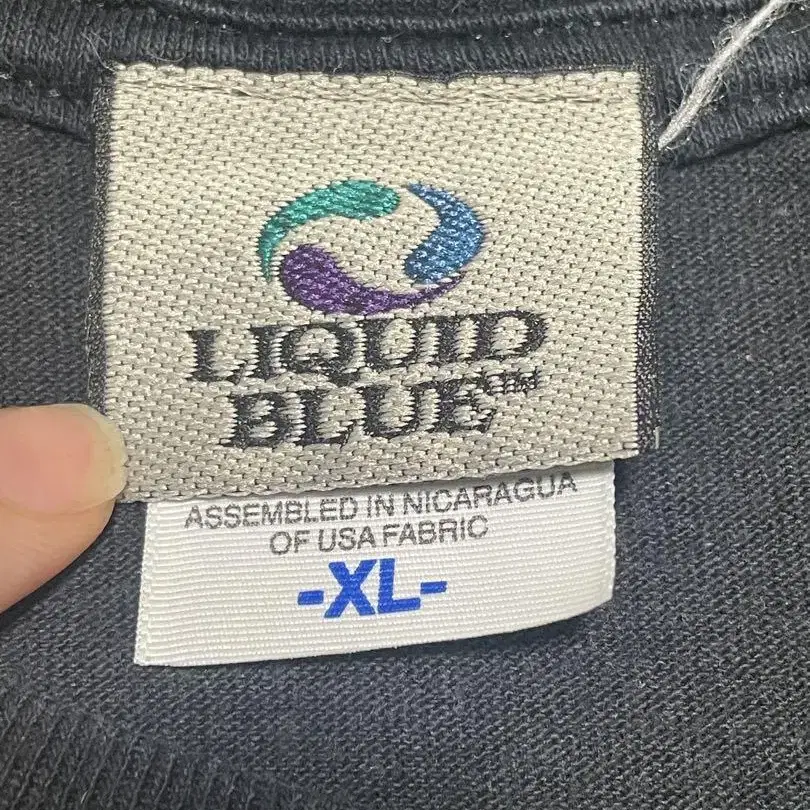 LIQUID
BLUE™
ASSEMBLED IN NICARAGUA
OF USA FABRIC
-XL-